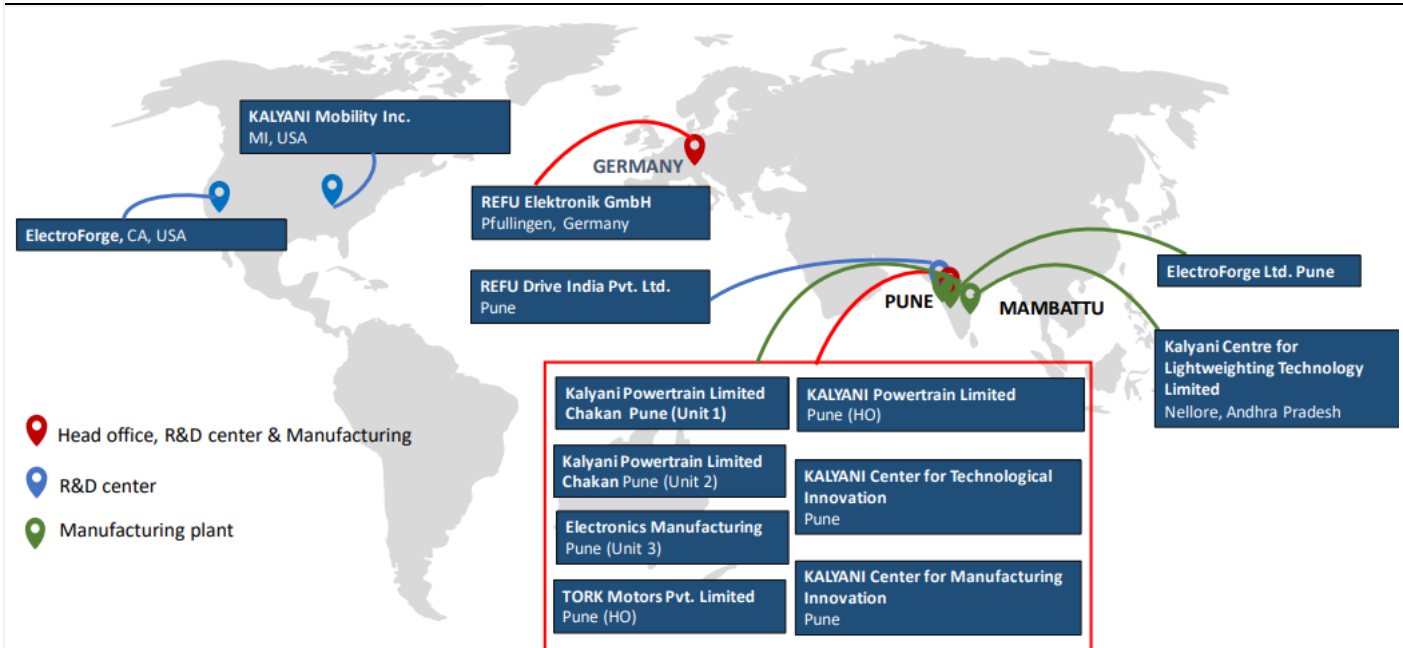 KALYANI Mobility Inc.
MI, USA
ElectroForge, CA, USA
GERMANY
REFU Elektronik GmbH
Pfullingen, Germany
REFU Drive India Pvt. Ltd.
Pune
PUNE
MAMBATTU
ElectroForge Ltd. Pune
Kalyani Centre for
Lightweighting Technology
Limited
Nellore, Andhra Pradesh
Kalyani Powertrain Limited
Chakan Pune (Unit 1)
Kalyani Powertrain Limited
Chakan Pune (Unit 2)
Electronics Manufacturing
Pune (Unit 3)
TORK Motors Pvt. Limited
Pune (HO)
KALYANI Powertrain Limited
Pune (HO)
KALYANI Center for Technological
Innovation
Pune
KALYANI Center for Manufacturing
Innovation
Pune
Head office, R&D center & Manufacturing
R&D center
Manufacturing plant